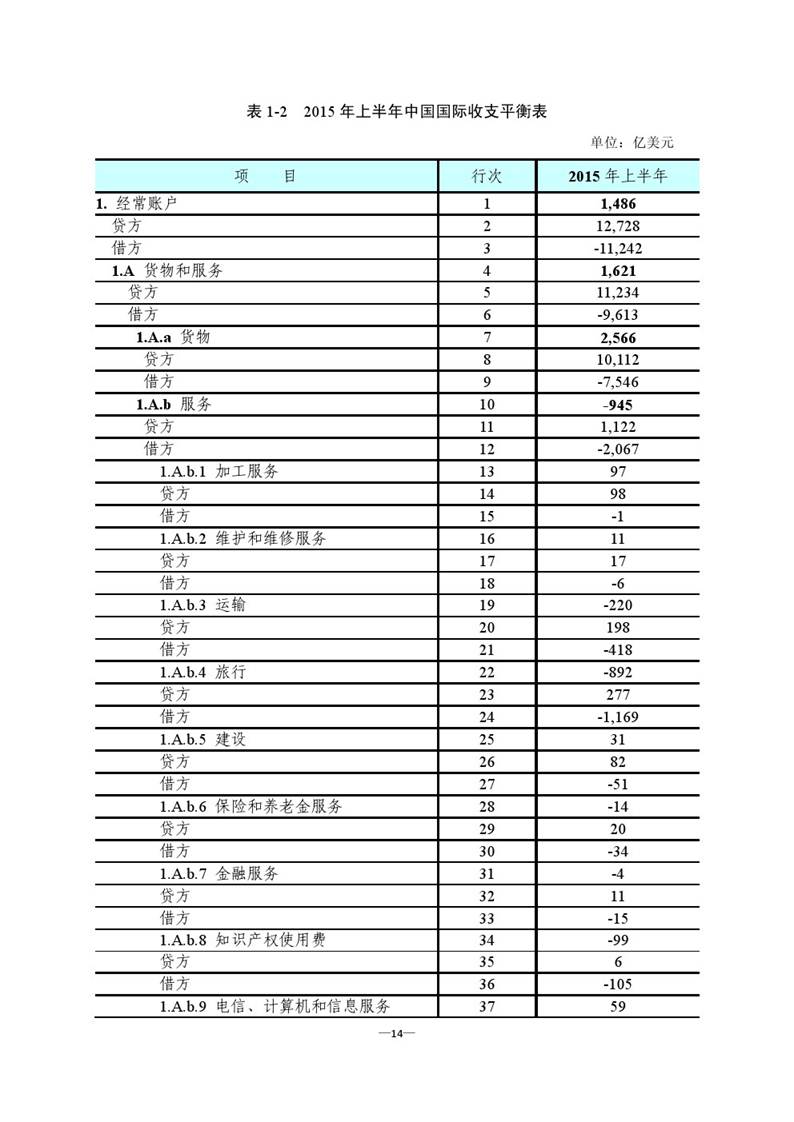 表 1-2 2015 年上半年中国国际收支平衡表
单位：亿美元
项 目 行次 2015 年上半年
1. 经常账户 1 1,486
贷方 2 12,728
借方 3 -11,242
1.A 货物和服务 4 1,621
贷方 5 11,234
借方 6 -9,613
1.A.a 货物 7 2,566
贷方 8 10,112
借方 9 -7,546
1.A.b 服务 10 -945
贷方 11 1,122
借方 12 -2,067
1.A.b.1 加工服务 13 97
贷方 14 98
借方 15 -1
1.A.b.2 维护和维修服务 16 11
贷方 17 17
借方 18 -6
1.A.b.3 运输 19 -220
贷方 20 198
借方 21 -418
1.A.b.4 旅行 22 -892
贷方 23 277
借方 24 -1,169
1.A.b.5 建设 25 31
贷方 26 82
借方 27 -51
1.A.b.6 保险和养老金服务 28 -14
贷方 29 20
借方 30 -34
1.A.b.7 金融服务 31 -4
贷方 32 11
借方 33 -15
1.A.b.8 知识产权使用费 34 -99
贷方 35 6
借方 36 -105
1.A.b.9 电信、计算机和信息服务 37 59
—14—